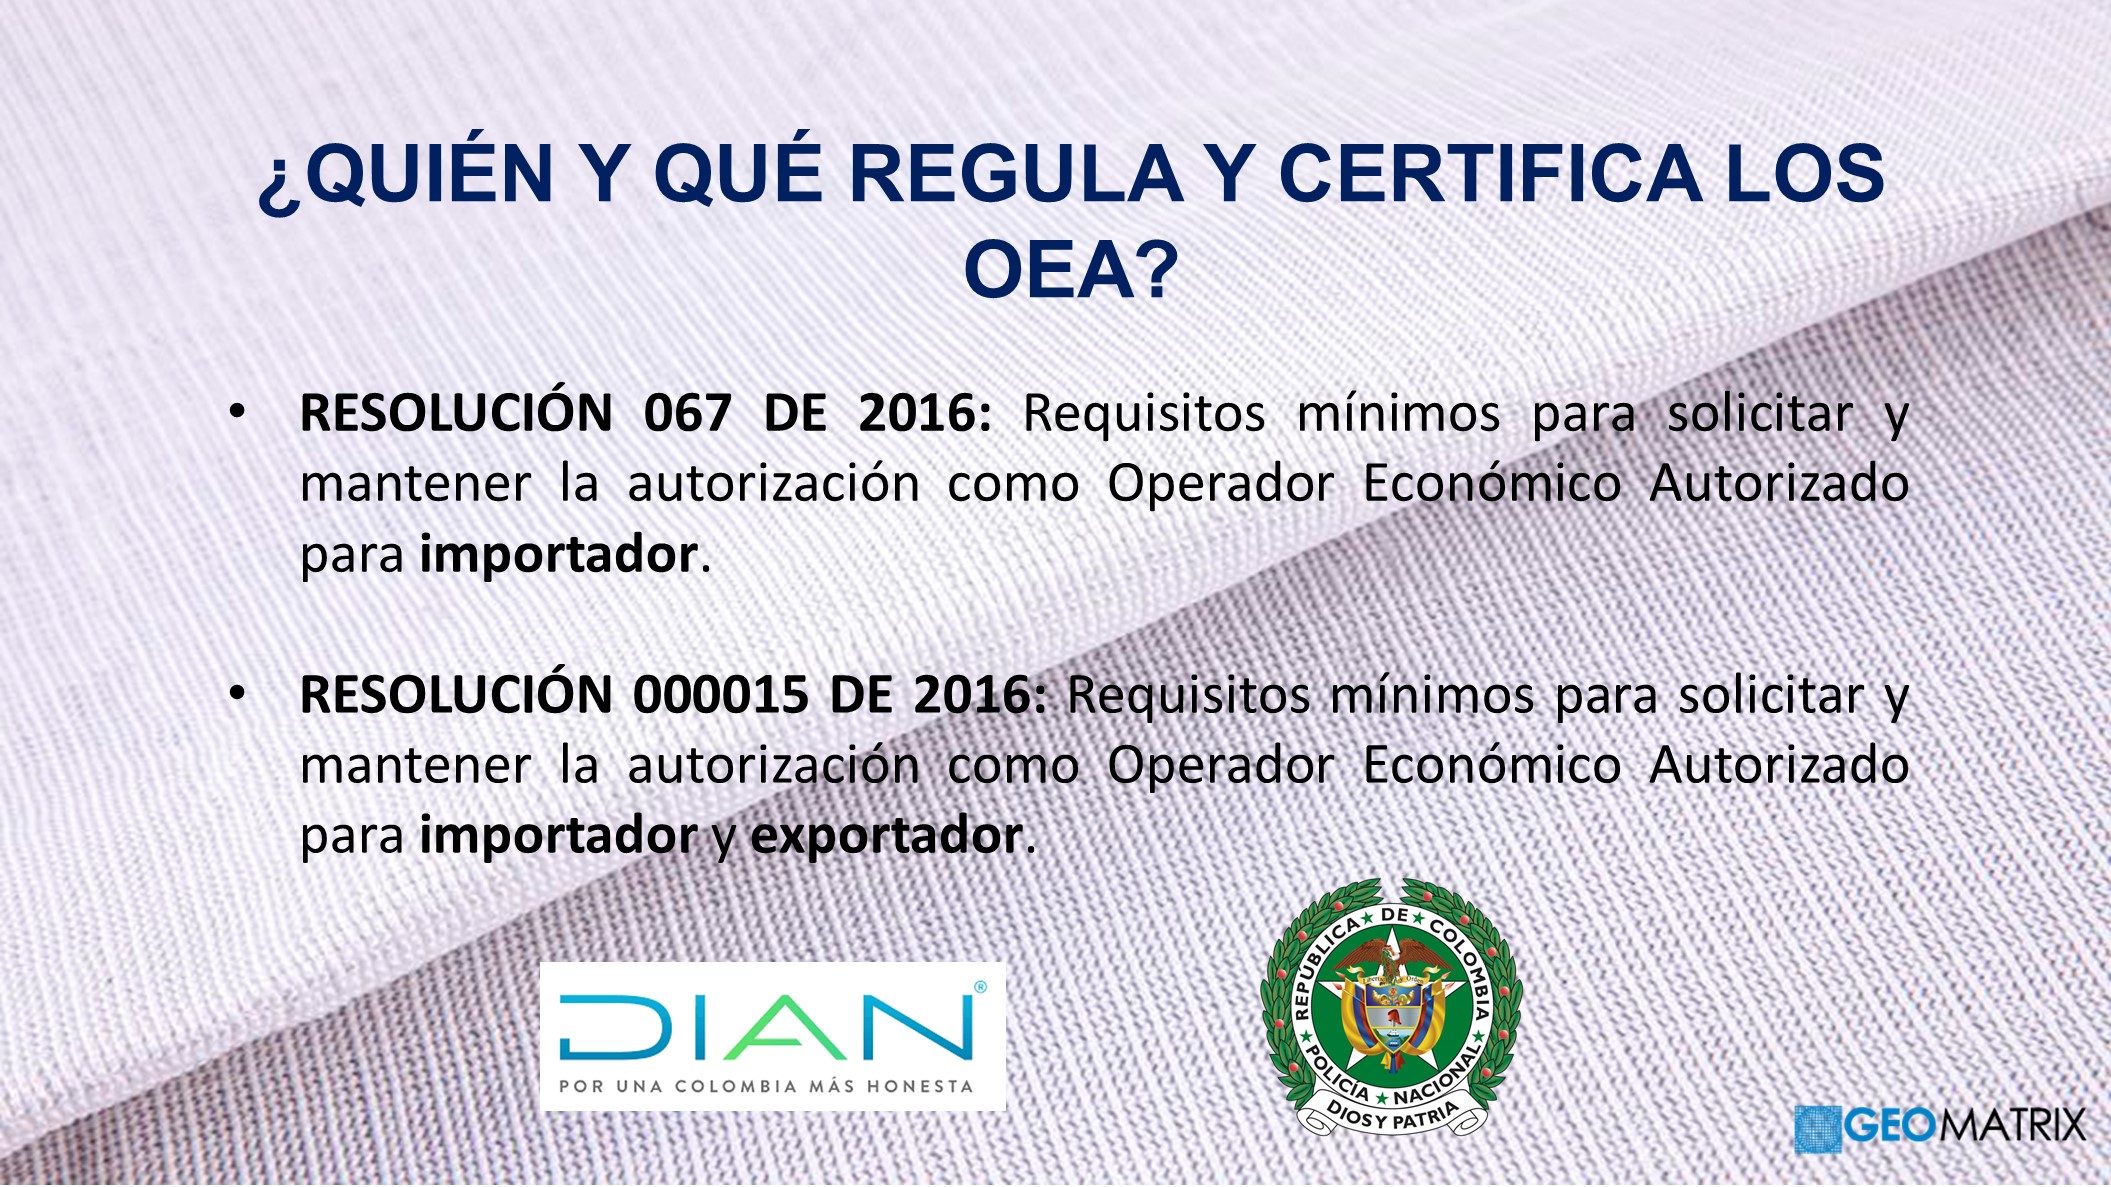 ¿QUIÉN Y QUÉ REGULA Y CERTIFICA LOS
OEA?
• RESOLUCIÓN 067 DE 2016: Requisitos mínimos para solicitar y
mantener la autorización como Operador Económico Autorizado
para importador.
• RESOLUCIÓN 000015 DE 2016: Requisitos mínimos para solicitar y
mantener la autorización como Operador Económico Autorizado
para importador y exportador.
DIAN®
POR UNA COLOMBIA MÁS HONESTA
REPÚBLICA ★ DE ★ COLOMBIA
★ POLICÍA ★ NACIONAL ★
DIOS Y PATRIA
GEOMATRIX